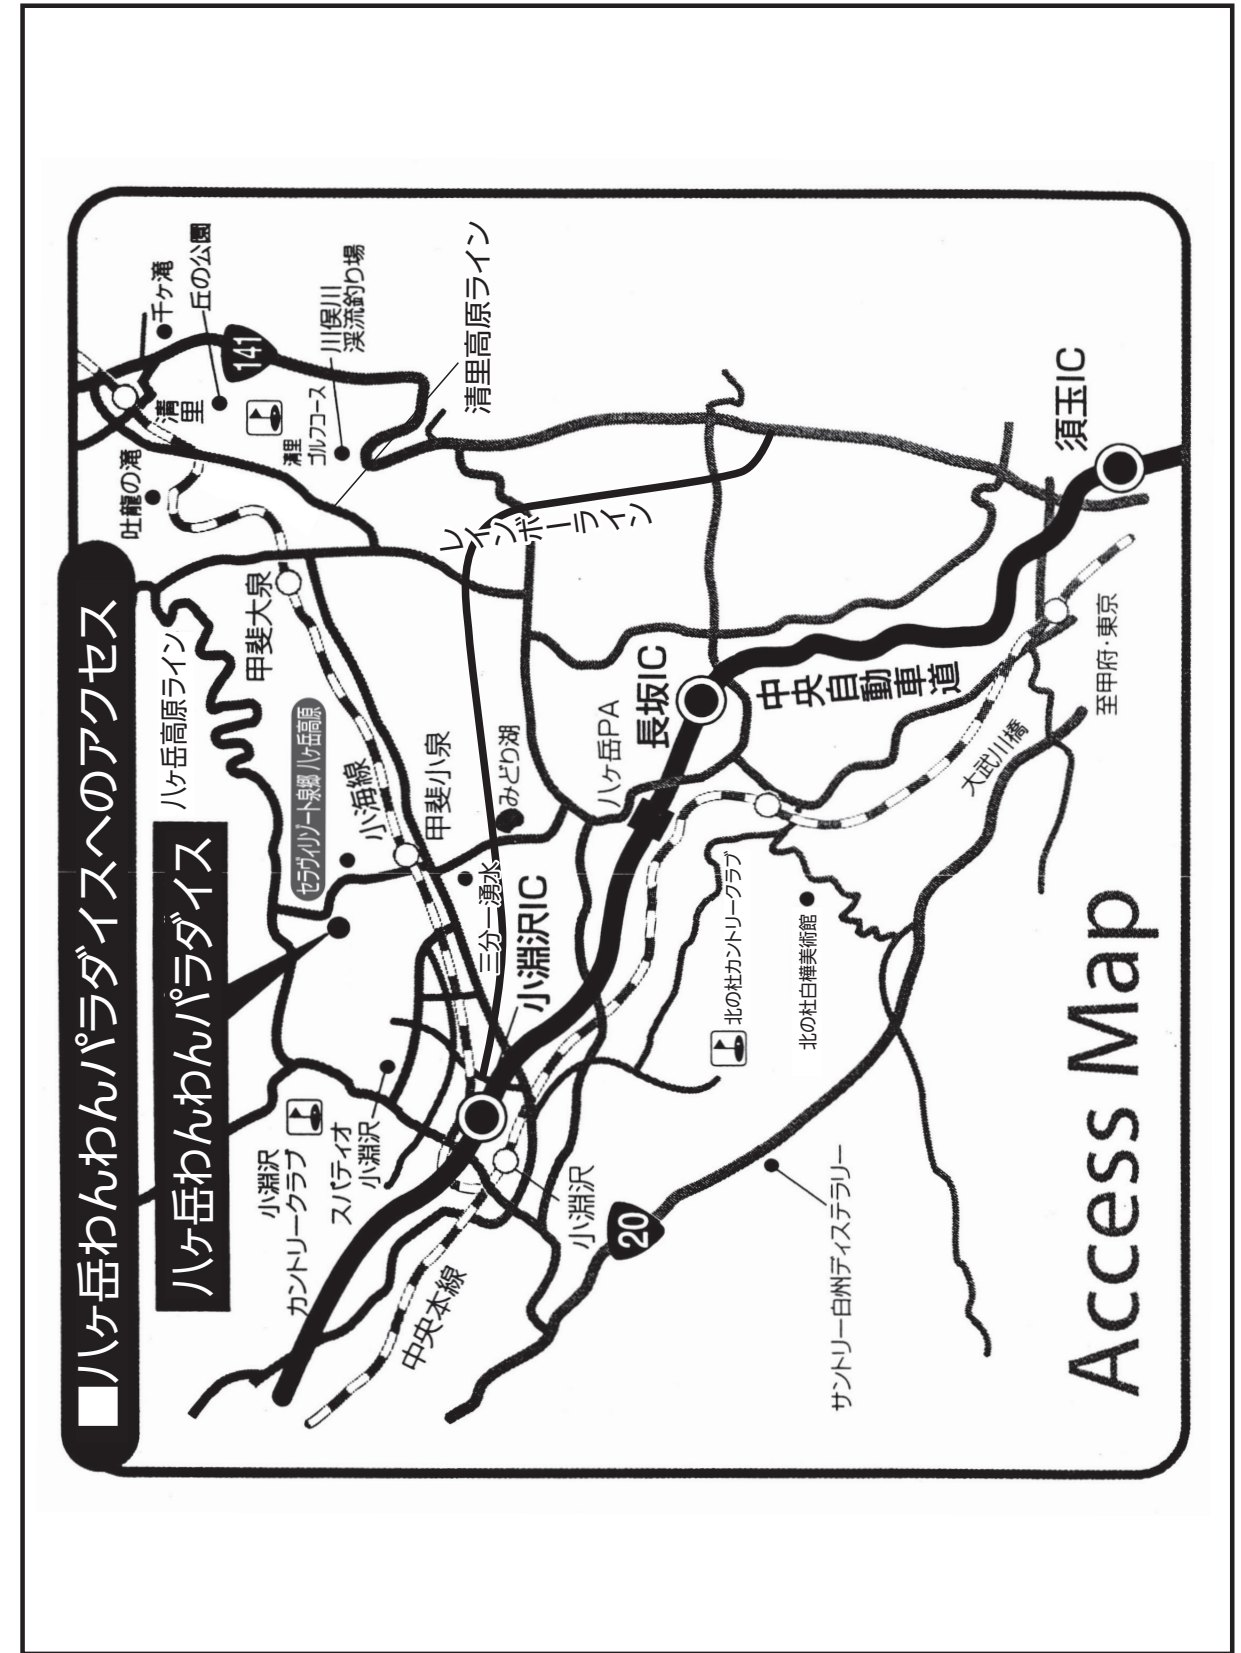 ■八ヶ岳わんわんパラダイスへのアクセス
八ヶ岳わんわんパラダイス
八ヶ岳高原ライン
吐龍の滝
清里
千ヶ滝
丘の公園
141
清里
ゴルフコース
川俣川
渓流釣り場
清里高原ライン
甲斐大泉
セラヴィリゾート泉郷 八ヶ岳高原
小海線
甲斐小泉
レインボーライン
みどり湖
三分一湧水
小淵沢IC
小淵沢
カントリークラブ
スパティオ
小淵沢
小淵沢
中央本線
八ヶ岳PA
長坂IC
中央自動車道
須玉IC
至甲府・東京
大武川橋
北の杜カントリークラブ
北の杜白樺美術館
20
サントリー白州ディステラリー
Access Map